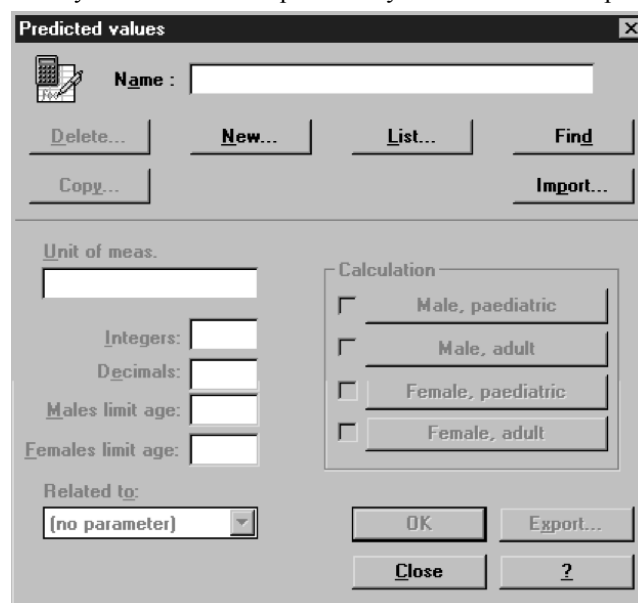 Predicted values
Name :
Delete... New... List... Find
Copy... Import...
Unit of meas.
Calculation
Male, paediatric
Integers:
Male, adult
Decimals:
Female, paediatric
Males limit age:
Female, adult
Females limit age:
Related to:
(no parameter) OK Export...
Close ?